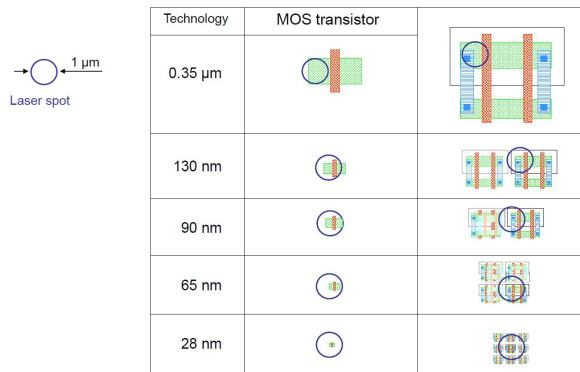 Technology
MOS transistor
1 µm
Laser spot
0.35 µm
130 nm
90 nm
65 nm
28 nm